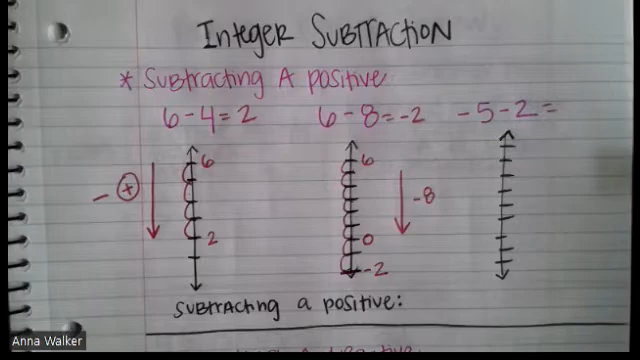 Integer Subtraction
* Subtracting A positive
6 - 4 = 2 6 - 8 = -2 -5 - 2 =
6 6
- + -8
2 0
-2
Subtracting a positive:
Anna Walker